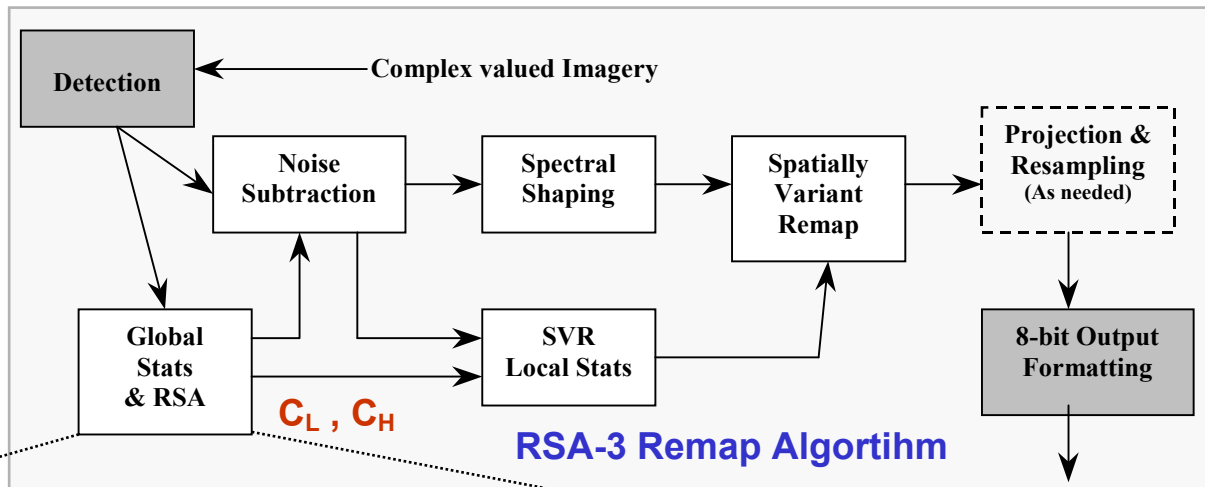 Detection
Complex valued Imagery
Noise
Subtraction
Spectral
Shaping
Spatially
Variant
Remap
Projection &
Resampling
(As needed)
Global
Stats
& RSA
SVR
Local Stats
8-bit Output
Formatting
CL , CH
RSA-3 Remap Algortihm